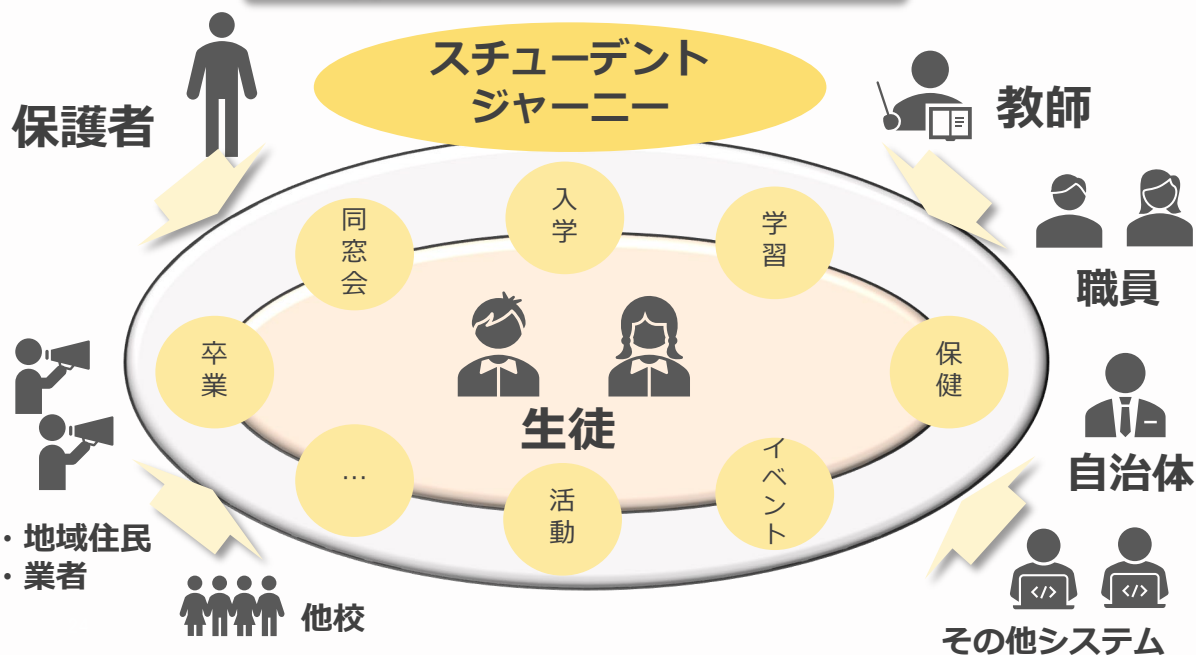 スチューデント
ジャーニー
保護者
教師
入学
同窓会
学習
職員
卒業
保健
生徒
自治体
…
イベント
活動
・地域住民
・業者
他校
</>
</>
その他システム